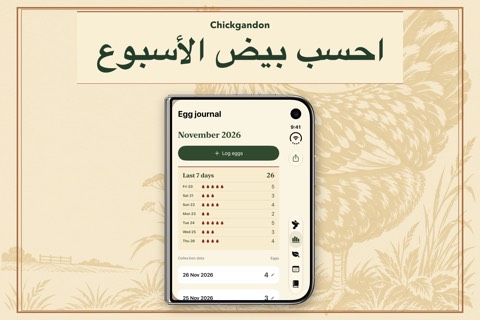 Chickgandon
احسب بيض الأسبوع
Egg journal
9:41
November 2026
+ Log eggs
Last 7 days 26
Fri 20 5
Sat 21 3
Sun 22 4
Mon 23 2
Tue 24 5
Wed 25 3
Thu 26 4
Collection date Eggs
26 Nov 2026 4
25 Nov 2026 3